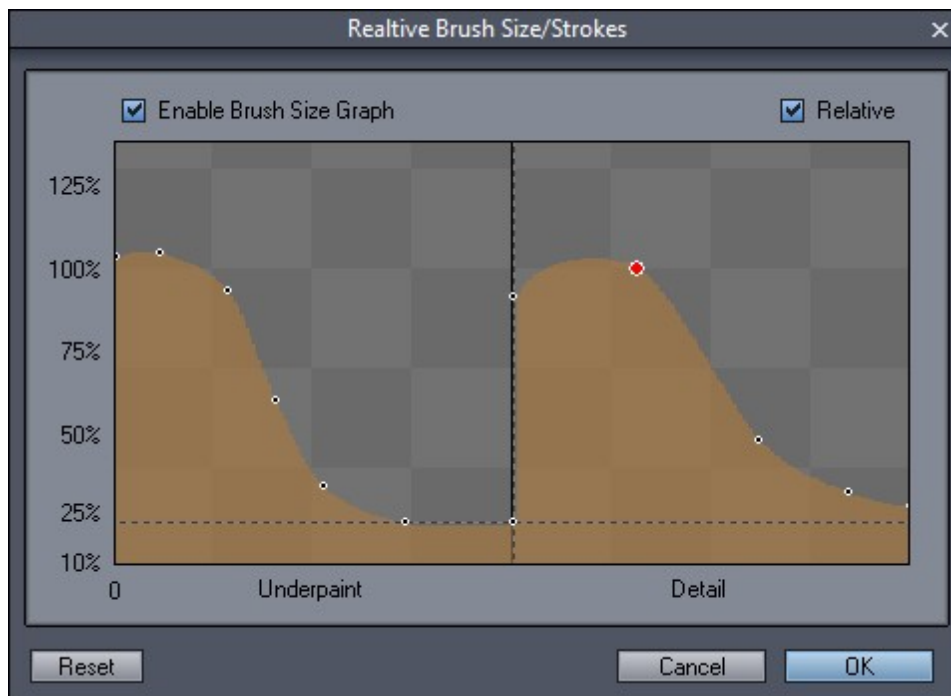 Realtive Brush Size/Strokes
Enable Brush Size Graph
Relative
125%
100%
75%
50%
25%
10%
0
Underpaint
Detail
Reset
Cancel
OK